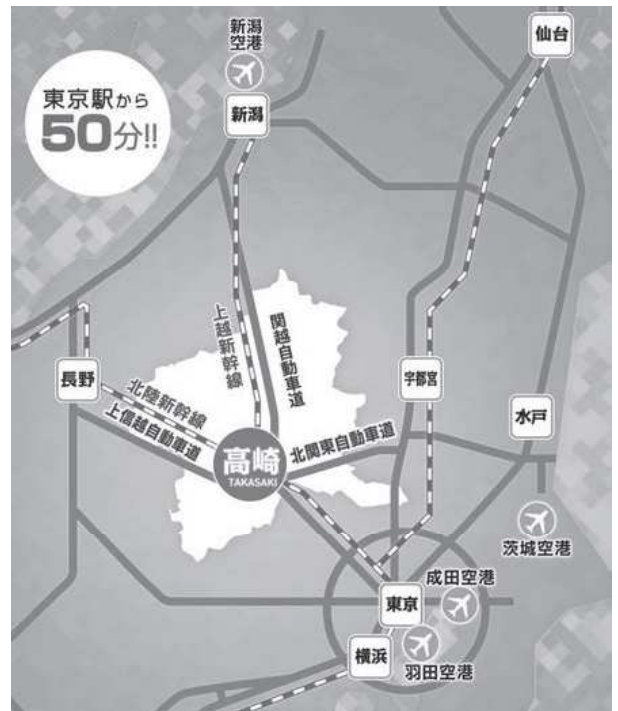 新潟
空港
仙台
東京駅から
50分!!
新潟
上越新幹線
関越自動車道
長野
北陸新幹線
上信越自動車道
宇都宮
水戸
高崎
TAKASAKI
北関東自動車道
茨城空港
成田空港
東京
横浜
羽田空港